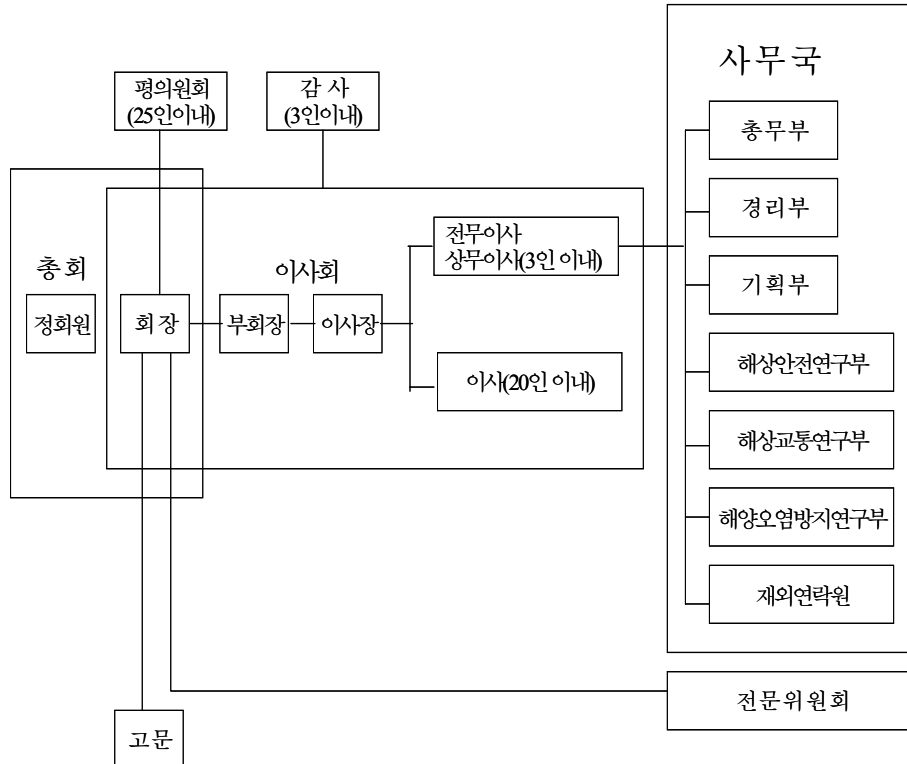 사무국
평의원회
(25인이내)
감 사
(3인이내)
총무부
경리부
기획부
해상안전연구부
해상교통연구부
해양오염방지연구부
재외연락원
총 회
이사회
정회원
회 장
부회장
이사장
전무이사
상무이사(3인 이내)
이사(20인 이내)
전문위원회
고문